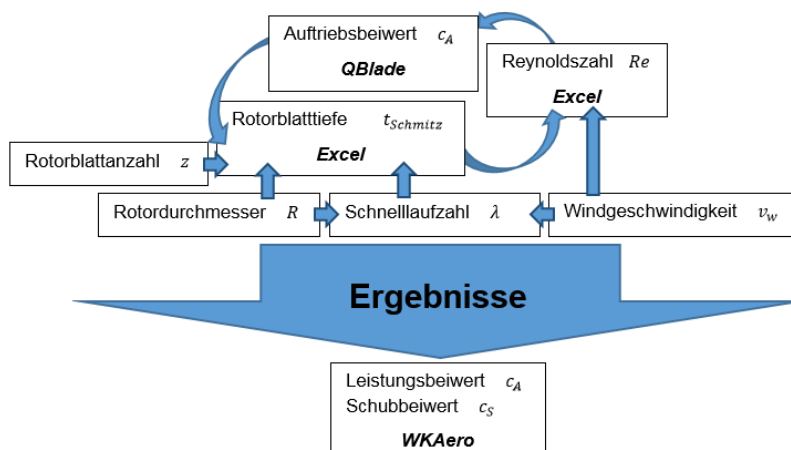 Auftriebsbeiwert c_A
QBlade
Reynoldszahl Re
Excel
Rotorblatttiefe t_Schmitz
Excel
Rotorblattanzahl z
Rotordurchmesser R
Schnelllaufzahl λ
Windgeschwindigkeit v_w
Ergebnisse
Leistungsbeiwert c_A
Schubbeiwert c_S
WKAero